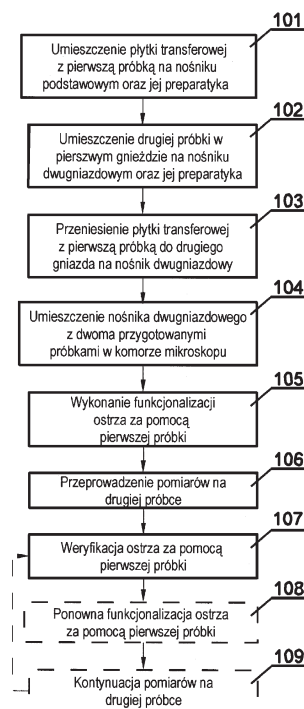 101
Umieszczenie płytki transferowej
z pierwszą próbką na nośniku
podstawowym oraz jej preparatyka
102
Umieszczenie drugiej próbki w
pierszwym gnieździe na nośniku
dwugniazdowym oraz jej preparatyka
103
Przeniesienie płytki transferowej
z pierwszą próbką do drugiego
gniazda na nośnik dwugniazdowy
104
Umieszczenie nośnika dwugniazdowego
z dwoma przygotowanymi
próbkami w komorze mikroskopu
105
Wykonanie funkcjonalizacji
ostrza za pomocą
pierwszej próbki
106
Przeprowadzenie pomiarów na
drugiej próbce
107
Weryfikacja ostrza za pomocą
pierwszej próbki
108
Ponowna funkcjonalizacja ostrza
za pomocą pierwszej próbki
109
Kontynuacja pomiarów na
drugiej próbce